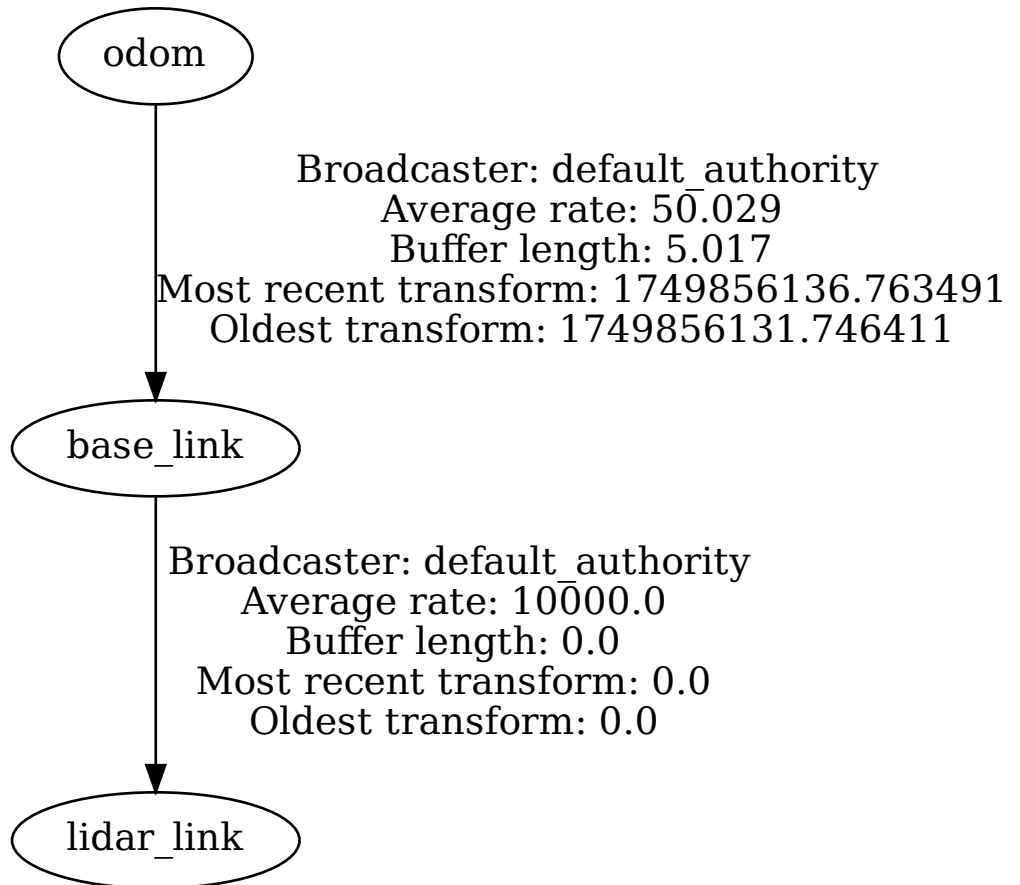 odom
Broadcaster: default_authority
Average rate: 50.029
Buffer length: 5.017
Most recent transform: 1749856136.763491
Oldest transform: 1749856131.746411
base_link
Broadcaster: default_authority
Average rate: 10000.0
Buffer length: 0.0
Most recent transform: 0.0
Oldest transform: 0.0
lidar_link